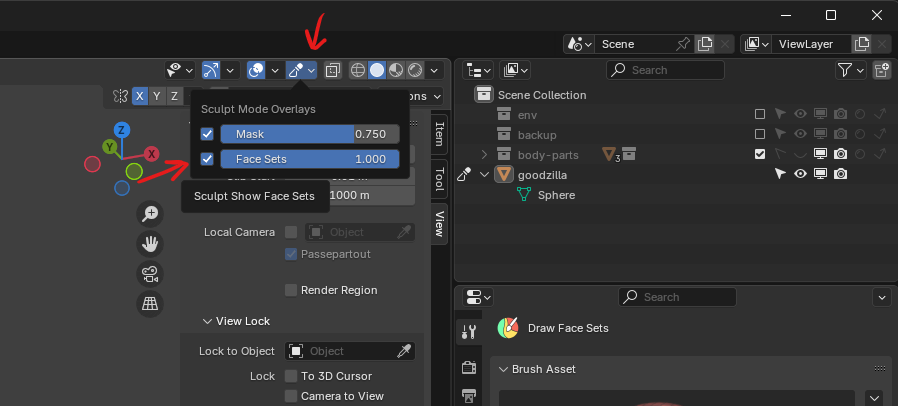 Scene
ViewLayer
X Y Z
ons
Sculpt Mode Overlays
Mask 0.750
Face Sets 1.000
Sculpt Show Face Sets
1000 m
Z
Y
X
Item
Tool
View
Local Camera
Object
Passepartout
Render Region
View Lock
Lock to Object
Object
Lock
To 3D Cursor
Camera to View
Search
Scene Collection
env
backup
body-parts
3
goodzilla
Sphere
Search
Draw Face Sets
Brush Asset